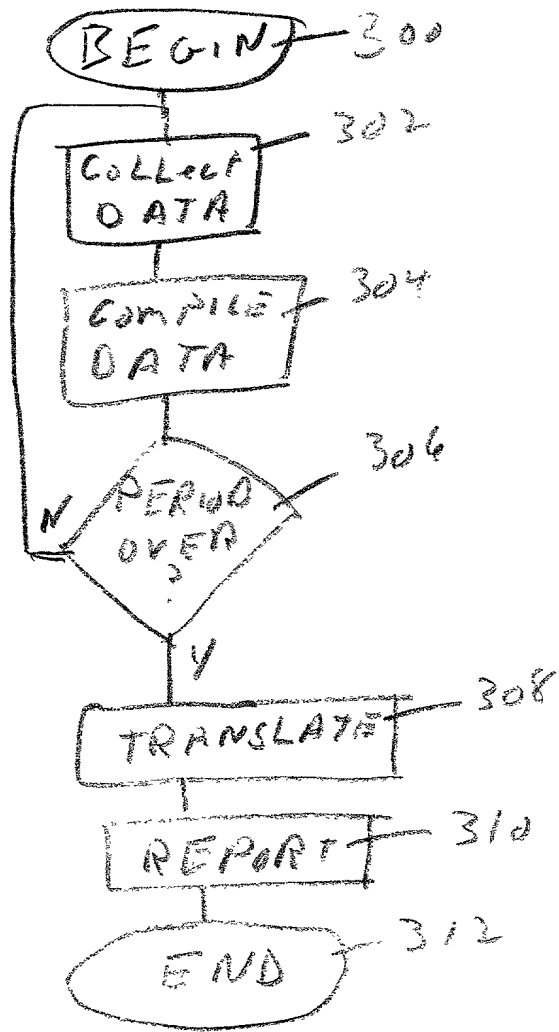 BEGIN 300
302
COLLECT
DATA
304
COMPILE
DATA
306
PERIOD
N
OVER
?
Y
308
TRANSLATE
310
REPORT
312
END